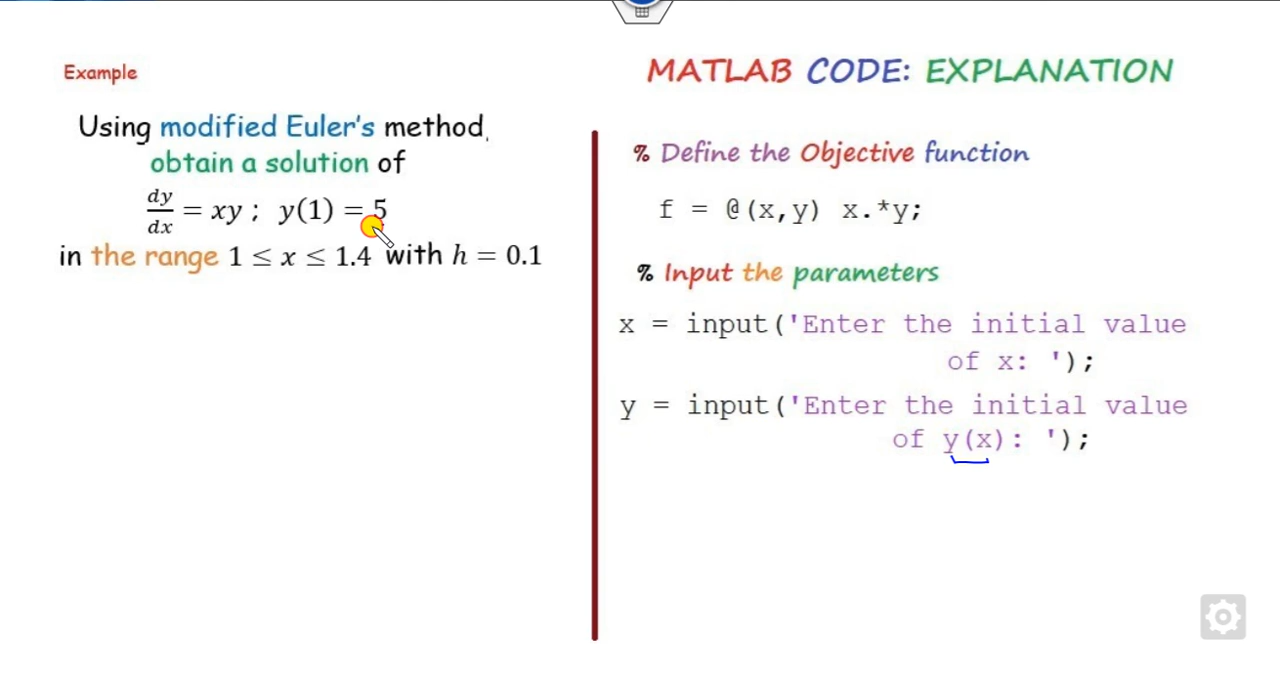 Example
Using modified Euler's method,
obtain a solution of
dy/dx = xy ; y(1) = 5
in the range 1 ≤ x ≤ 1.4 with h = 0.1
MATLAB CODE: EXPLANATION
% Define the Objective function
f = @(x,y) x.*y;
% Input the parameters
x = input('Enter the initial value
of x: ');
y = input('Enter the initial value
of y(x): ');